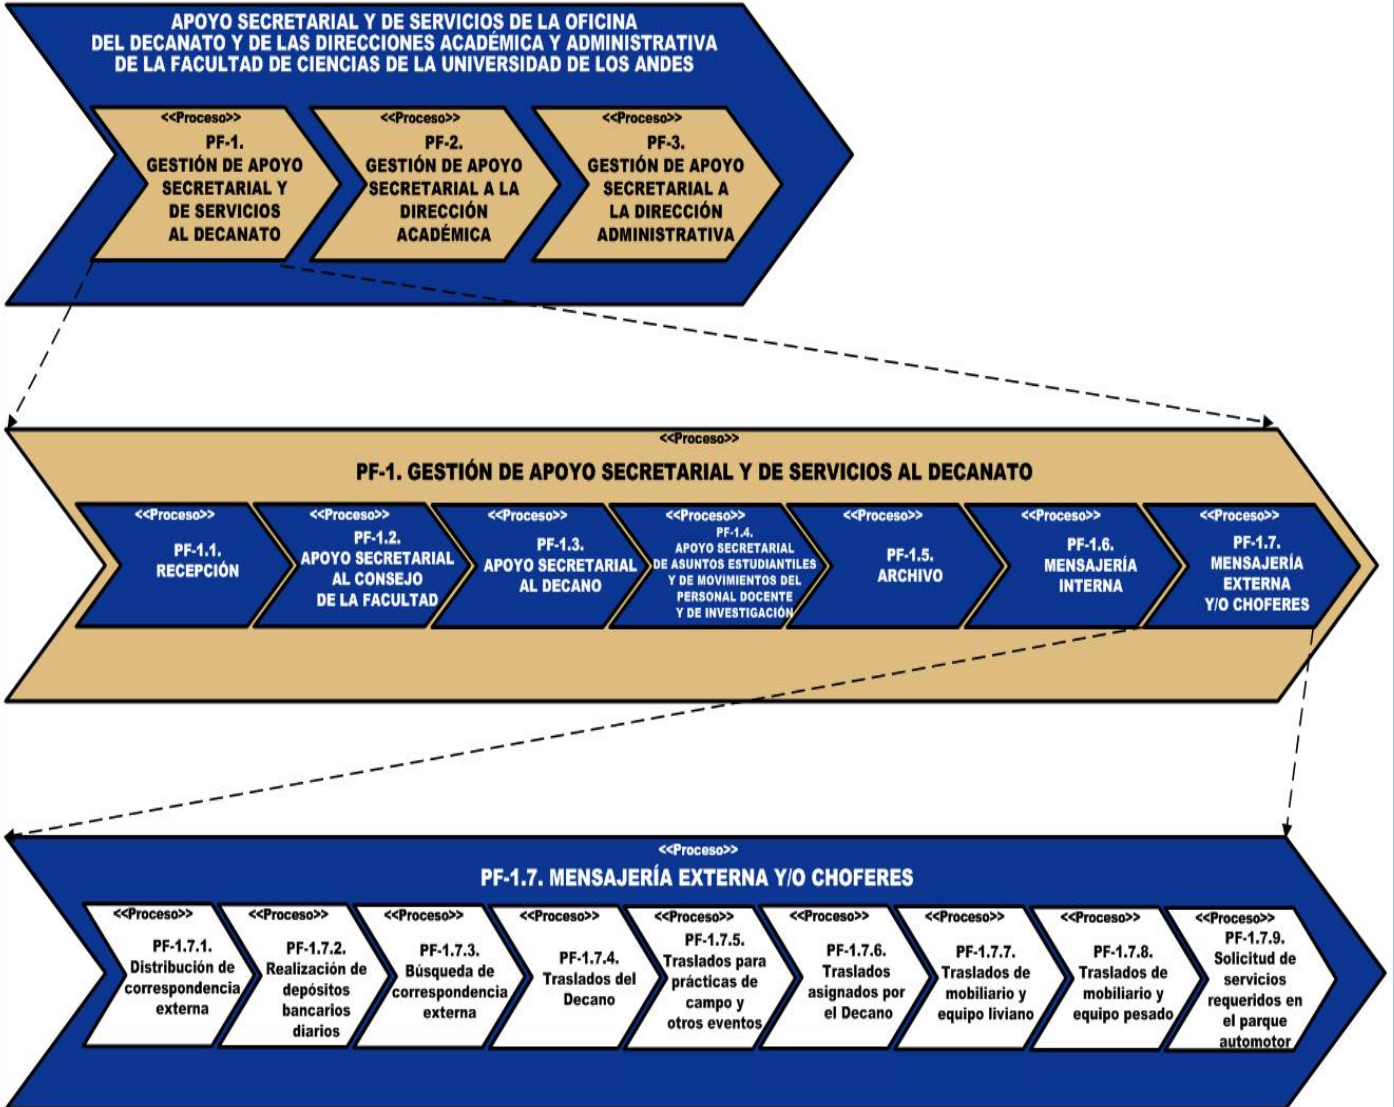 APOYO SECRETARIAL Y DE SERVICIOS DE LA OFICINA
DEL DECANATO Y DE LAS DIRECCIONES ACADÉMICA Y ADMINISTRATIVA
DE LA FACULTAD DE CIENCIAS DE LA UNIVERSIDAD DE LOS ANDES
<<Proceso>>
PF-1.
GESTIÓN DE APOYO
SECRETARIAL Y
DE SERVICIOS
AL DECANATO
<<Proceso>>
PF-2.
GESTIÓN DE APOYO
SECRETARIAL A LA
DIRECCIÓN
ACADÉMICA
<<Proceso>>
PF-3.
GESTIÓN DE APOYO
SECRETARIAL A
LA DIRECCIÓN
ADMINISTRATIVA
<<Proceso>>
PF-1. GESTIÓN DE APOYO SECRETARIAL Y DE SERVICIOS AL DECANATO
<<Proceso>>
PF-1.1.
RECEPCIÓN
<<Proceso>>
PF-1.2.
APOYO SECRETARIAL
AL CONSEJO
DE LA FACULTAD
<<Proceso>>
PF-1.3.
APOYO SECRETARIAL
AL DECANO
<<Proceso>>
PF-1.4.
APOYO SECRETARIAL
DE ASUNTOS ESTUDIANTILES
Y DE MOVIMIENTOS DEL
PERSONAL DOCENTE
Y DE INVESTIGACIÓN
<<Proceso>>
PF-1.5.
ARCHIVO
<<Proceso>>
PF-1.6.
MENSAJERÍA
INTERNA
<<Proceso>>
PF-1.7.
MENSAJERÍA
EXTERNA
Y/O CHOFERES
<<Proceso>>
PF-1.7. MENSAJERÍA EXTERNA Y/O CHOFERES
<<Proceso>>
PF-1.7.1.
Distribución de
correspondencia
externa
<<Proceso>>
PF-1.7.2.
Realización de
depósitos
bancarios
diarios
<<Proceso>>
PF-1.7.3.
Búsqueda de
correspondencia
externa
<<Proceso>>
PF-1.7.4.
Traslados del
Decano
<<Proceso>>
PF-1.7.5.
Traslados para
prácticas de
campo y
otros eventos
<<Proceso>>
PF-1.7.6.
Traslados
asignados por
el Decano
<<Proceso>>
PF-1.7.7.
Traslados de
mobiliario y
equipo liviano
<<Proceso>>
PF-1.7.8.
Traslados de
mobiliario y
equipo pesado
<<Proceso>>
PF-1.7.9.
Solicitud de
servicios
requeridos en
el parque
automotor